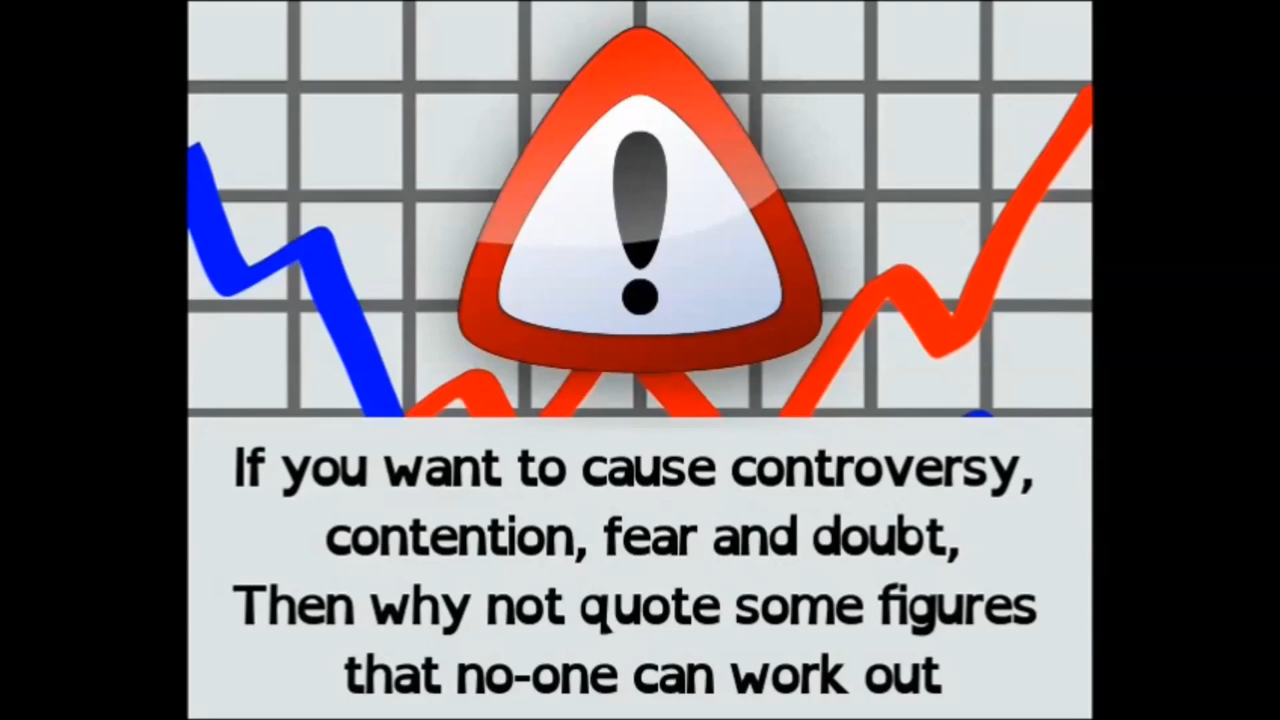 If you want to cause controversy,
contention, fear and doubt,
Then why not quote some figures
that no-one can work out